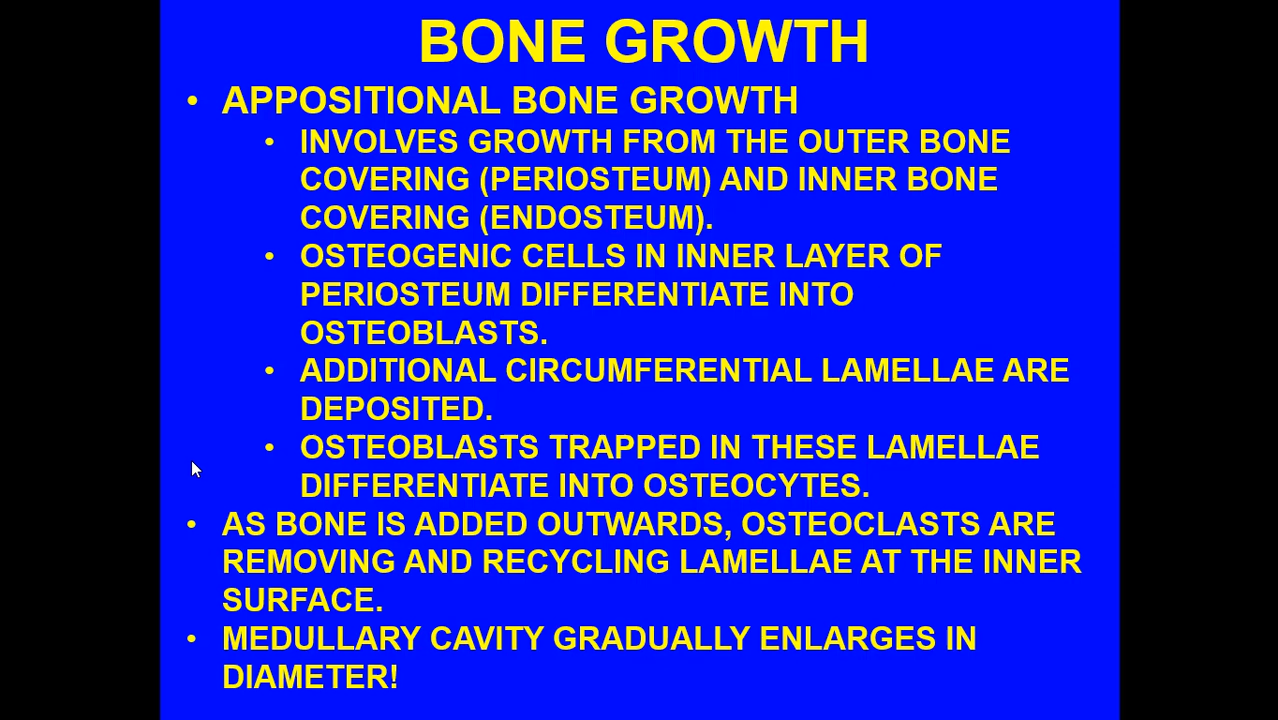 BONE GROWTH
• APPOSITIONAL BONE GROWTH
• INVOLVES GROWTH FROM THE OUTER BONE
COVERING (PERIOSTEUM) AND INNER BONE
COVERING (ENDOSTEUM).
• OSTEOGENIC CELLS IN INNER LAYER OF
PERIOSTEUM DIFFERENTIATE INTO
OSTEOBLASTS.
• ADDITIONAL CIRCUMFERENTIAL LAMELLAE ARE
DEPOSITED.
• OSTEOBLASTS TRAPPED IN THESE LAMELLAE
DIFFERENTIATE INTO OSTEOCYTES.
• AS BONE IS ADDED OUTWARDS, OSTEOCLASTS ARE
REMOVING AND RECYCLING LAMELLAE AT THE INNER
SURFACE.
• MEDULLARY CAVITY GRADUALLY ENLARGES IN
DIAMETER!